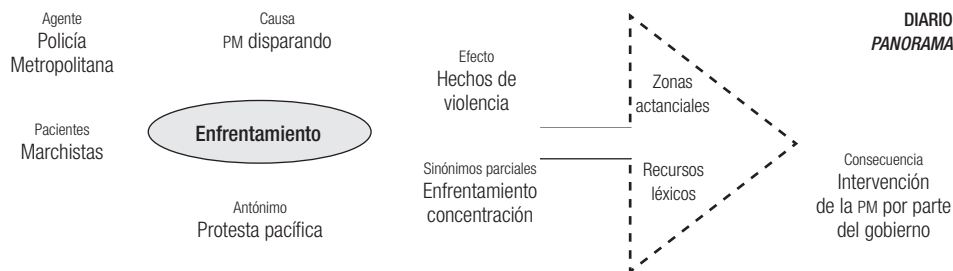 Agente
Policía
Metropolitana
Causa
PM disparando
DIARIO
PANORAMA
Efecto
Hechos de
violencia
Zonas
actanciales
Pacientes
Marchistas
Enfrentamiento
Sinónimos parciales
Enfrentamiento
concentración
Recursos
léxicos
Consecuencia
Intervención
de la PM por parte
del gobierno
Antónimo
Protesta pacífica